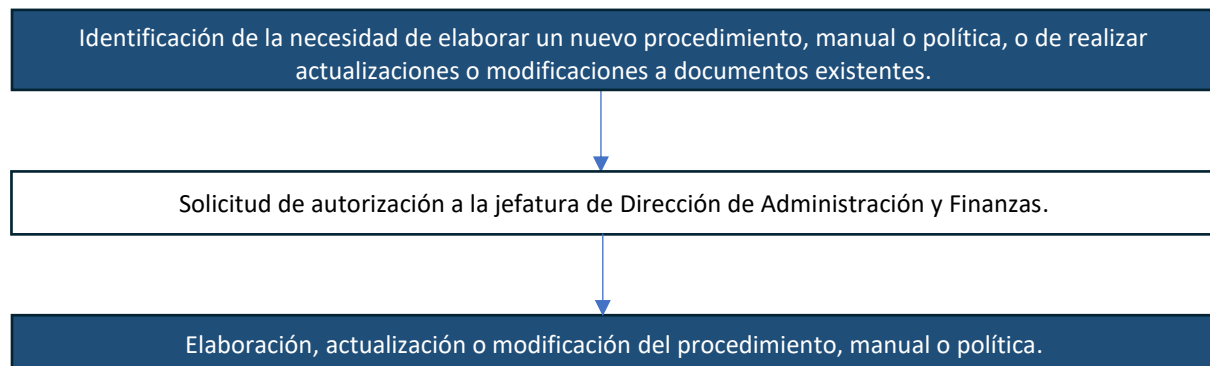 Identificación de la necesidad de elaborar un nuevo procedimiento, manual o política, o de realizar
actualizaciones o modificaciones a documentos existentes.
Solicitud de autorización a la jefatura de Dirección de Administración y Finanzas.
Elaboración, actualización o modificación del procedimiento, manual o política.